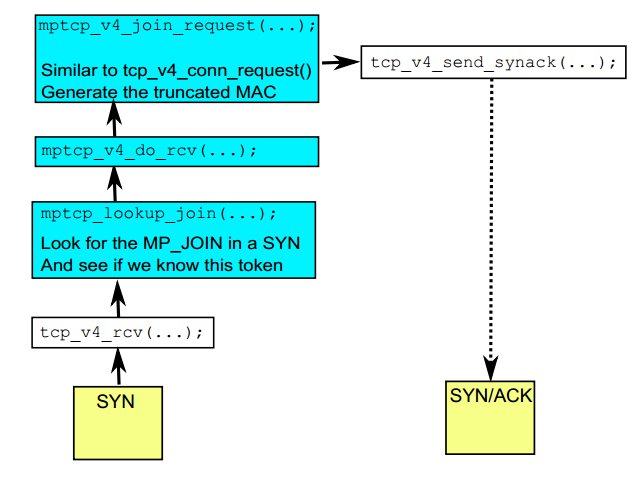 mptcp_v4_join_request(...);
Similar to tcp_v4_conn_request()
Generate the truncated MAC
tcp_v4_send_synack(...);
mptcp_v4_do_rcv(...);
mptcp_lookup_join(...);
Look for the MP_JOIN in a SYN
And see if we know this token
tcp_v4_rcv(...);
SYN
SYN/ACK